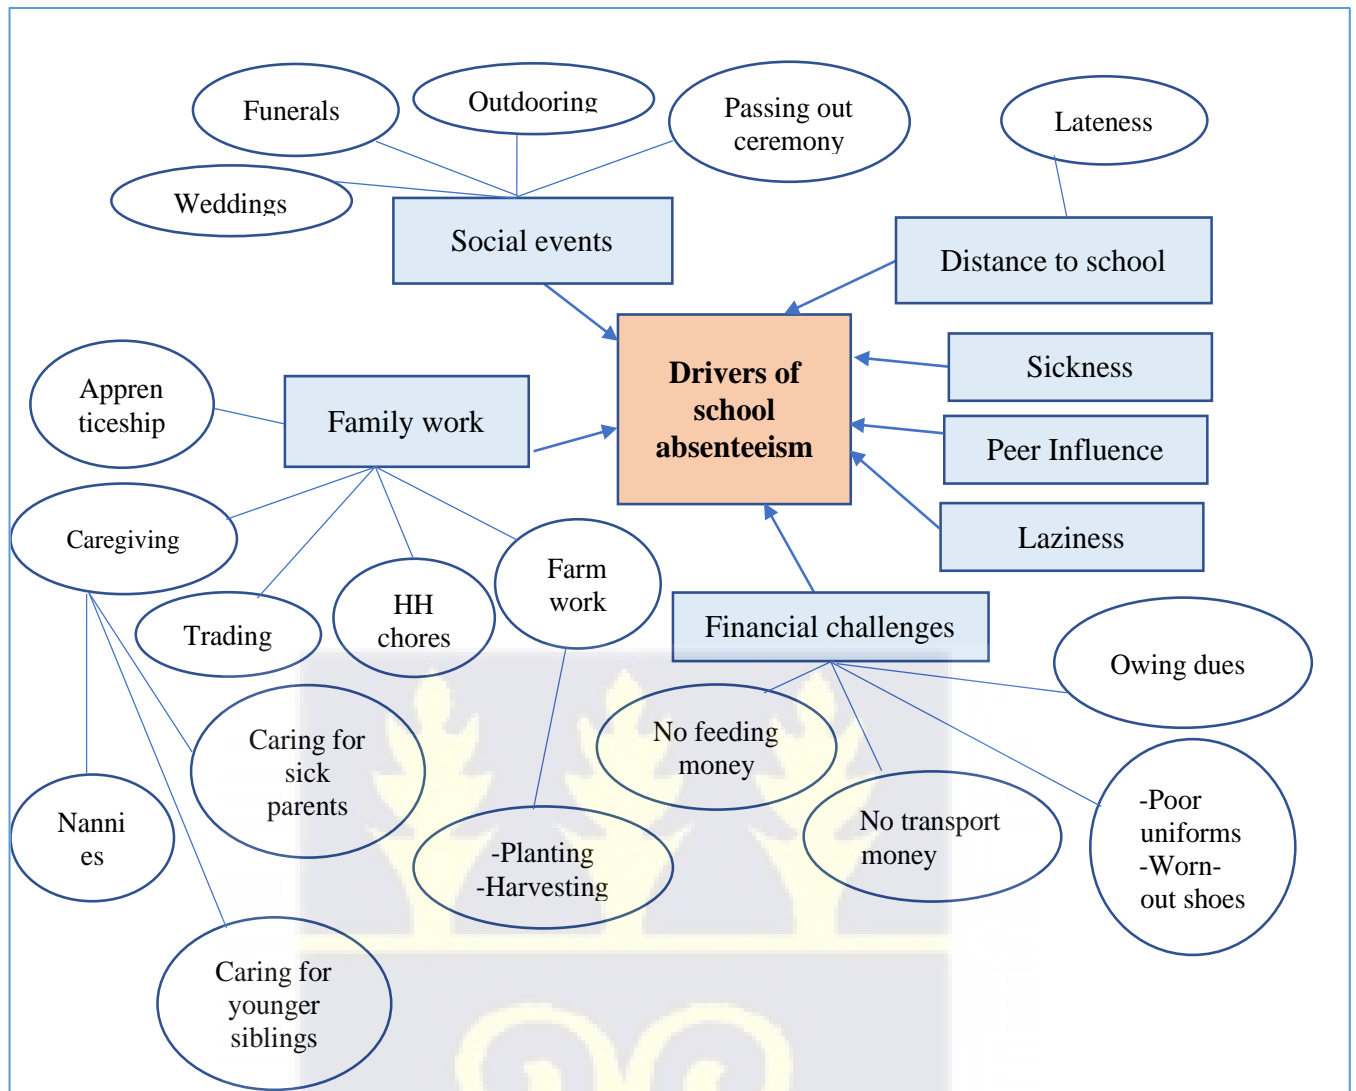 Funerals
Outdooring
Passing out
ceremony
Lateness
Weddings
Social events
Distance to school
Drivers of
school
absenteeism
Sickness
Appren
ticeship
Family work
Peer Influence
Laziness
Caregiving
Farm
work
HH
chores
Trading
Financial challenges
Owing dues
Caring for
sick
parents
No feeding
money
Nanni
es
-Planting
-Harvesting
No transport
money
-Poor
uniforms
-Worn-
out shoes
Caring for
younger
siblings